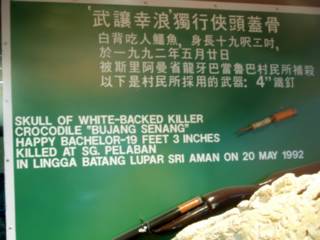 '武讓幸浪'獨行俠頭蓋骨
白背吃人鱷魚,身長十九呎三吋,
於一九九二年五月廿日
被斯里阿曼省龍牙巴當魯巴村民所捕殺
以下是村民所採用的武器: 4"鐵釘
SKULL OF WHITE-BACKED KILLER
CROCODILE "BUJANG SENANG"
HAPPY BACHELOR-19 FEET 3 INCHES
KILLED AT SG. PELABAN
IN LINGGA BATANG LUPAR SRI AMAN ON 20 MAY 1992